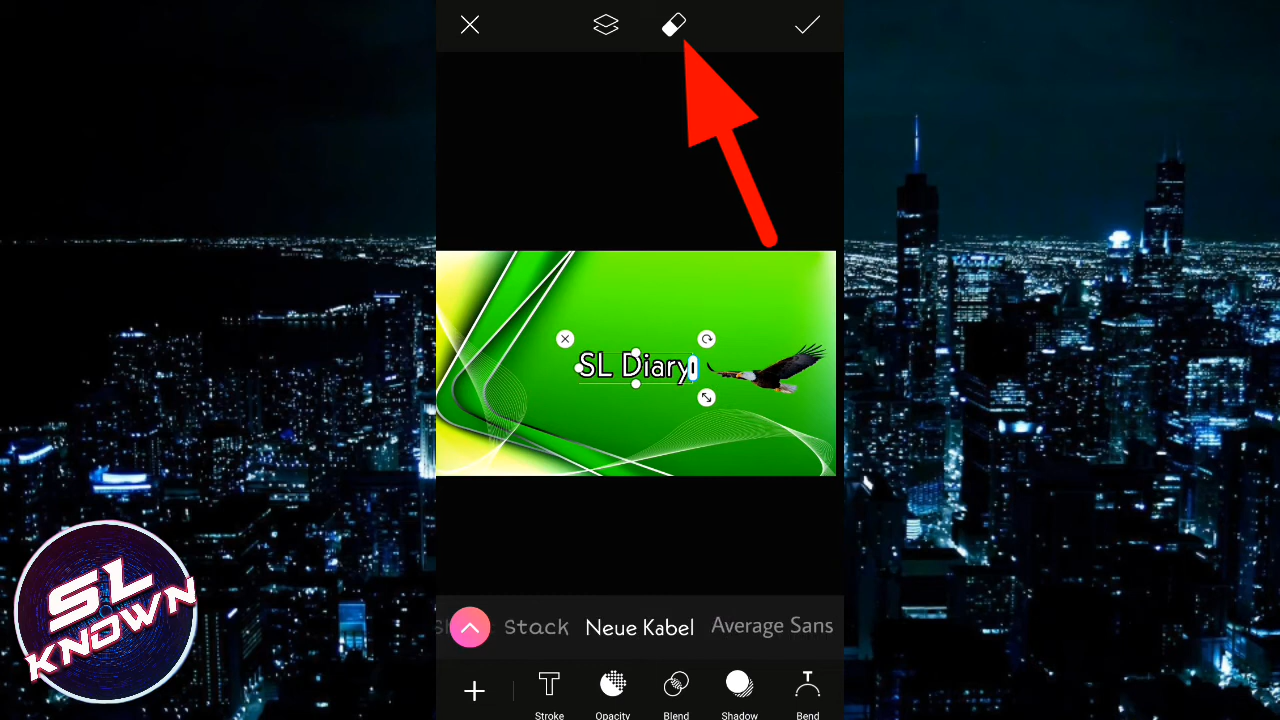 SL Diary
Stack Neue Kabel Average Sans
Stroke Opacity Blend Shadow Bend
SL
KNOWN